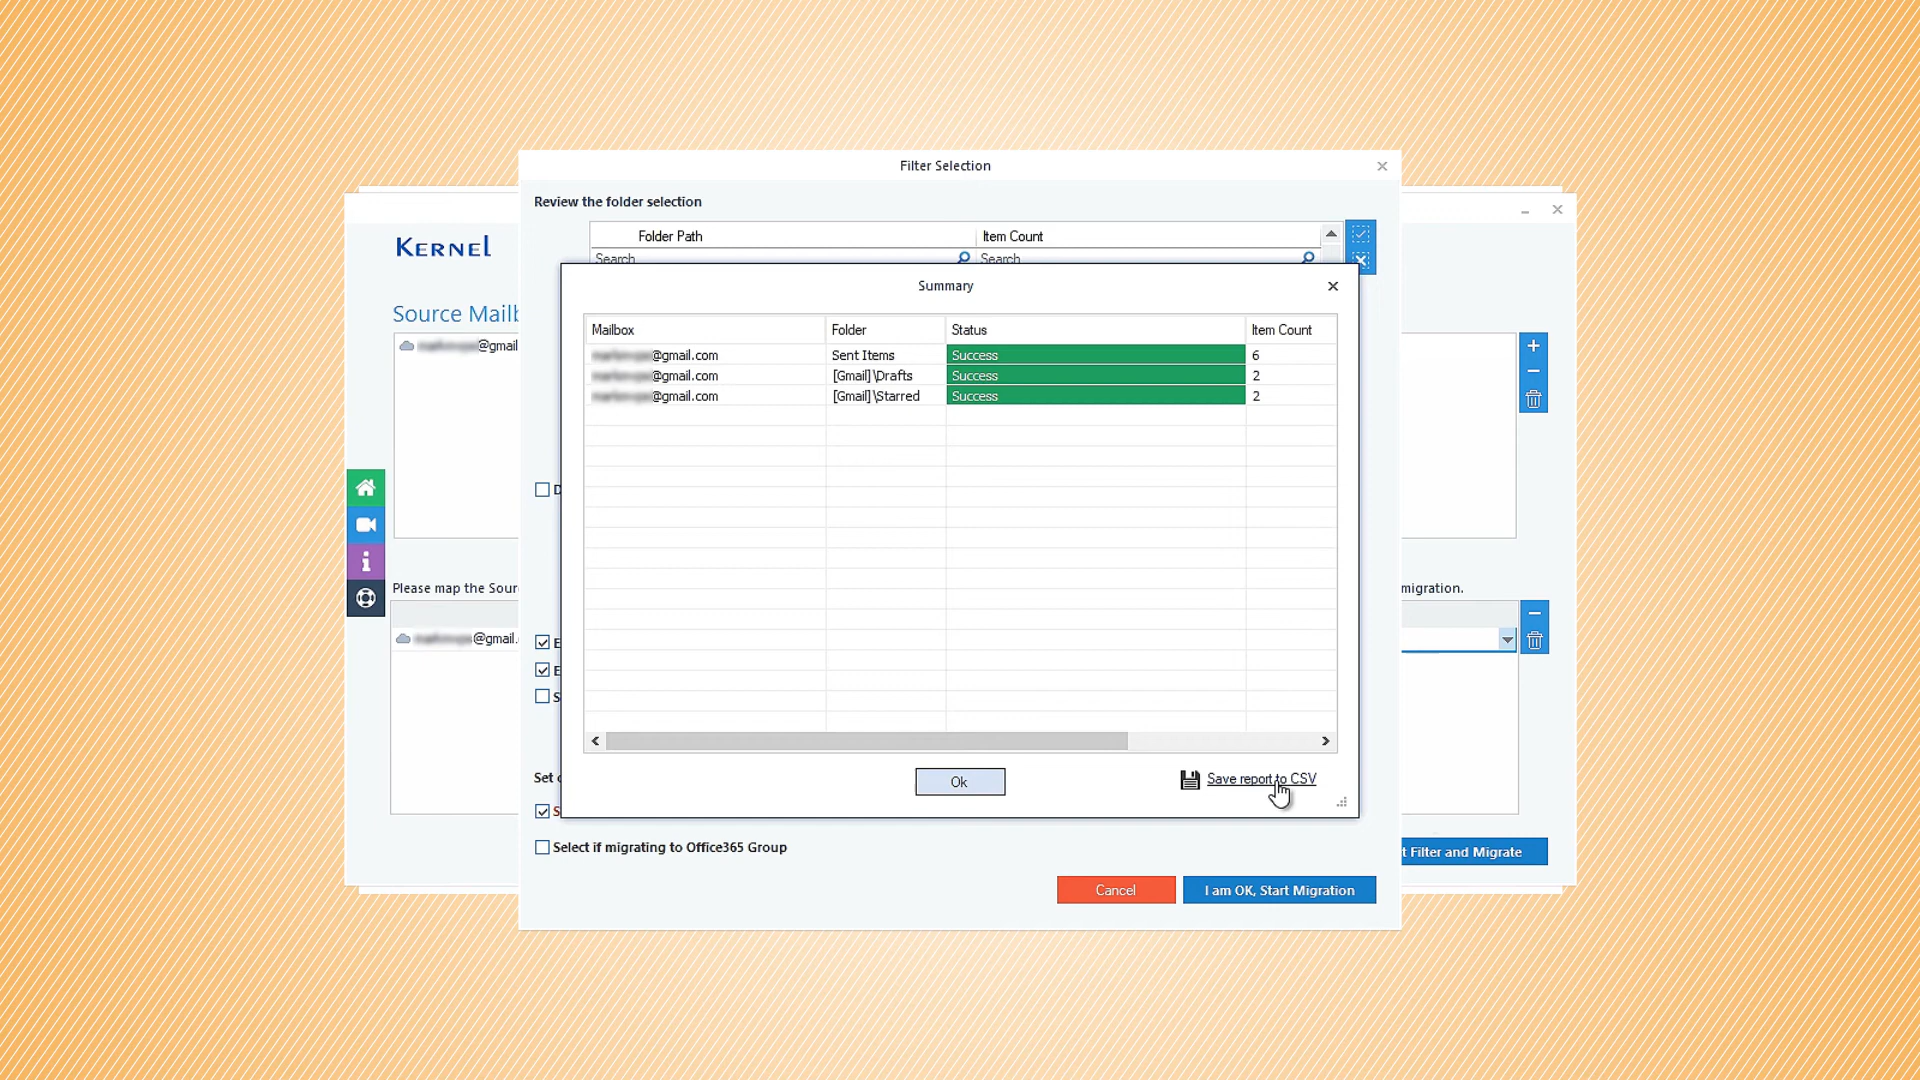 Filter Selection
Review the folder selection
Folder Path
Item Count
Search
Search
KERNEL
Source Mailb
@gmail
Summary
Mailbox Folder Status Item Count
@gmail.com Sent Items Success 6
@gmail.com [Gmail]\Drafts Success 2
@gmail.com [Gmail]\Starred Success 2
D
Please map the Sour
migration.
@gmail.
E
E
S
Set
S
Ok
Save report to CSV
Select if migrating to Office365 Group
t Filter and Migrate
Cancel
I am OK, Start Migration